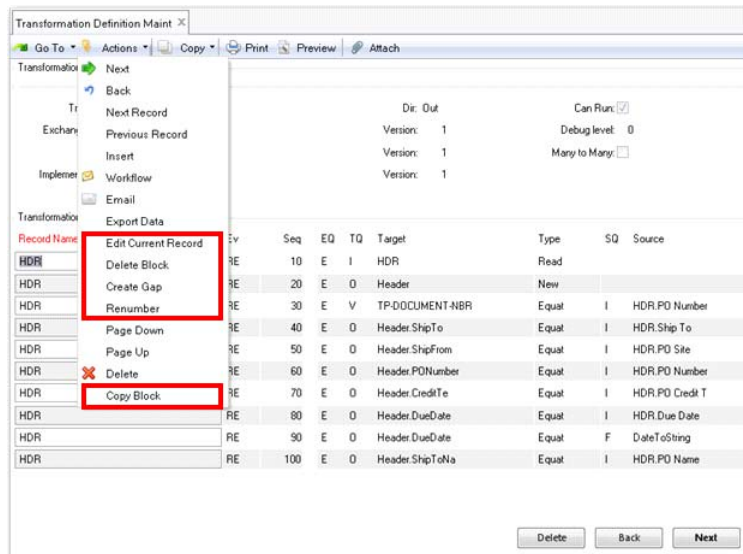 Transformation Definition Maint ×
Go To Actions Copy Print Preview Attach
Transformation
Next
Back
Next Record
Previous Record
Insert
Workflow
Email
Export Data
Edit Current Record
Delete Block
Create Gap
Renumber
Page Down
Page Up
Delete
Copy Block
Dir: Out Can Run:
Exchan Version: 1 Debug level: 0
Version: 1 Many to Many:
Implemen Version: 1
Transformation
Record Name Ev Seq EQ TQ Target Type SQ Source
HDR RE 10 E I HDR Read
HDR RE 20 E O Header New
HDR RE 30 E V TP-DOCUMENT-NBR Equat I HDR.PO Number
HDR RE 40 E O Header.ShipTo Equat I HDR.Ship To
HDR RE 50 E O Header.ShipFrom Equat I HDR.PO Site
HDR RE 60 E O Header.PONumber Equat I HDR.PO Number
HDR RE 70 E O Header.CreditTe Equat I HDR.PO Credit T
HDR RE 80 E O Header.DueDate Equat I HDR.Due Date
HDR RE 90 E O Header.DueDate Equat F DateToString
HDR RE 100 E O Header.ShipToNa Equat I HDR.PO Name
Delete Back Next